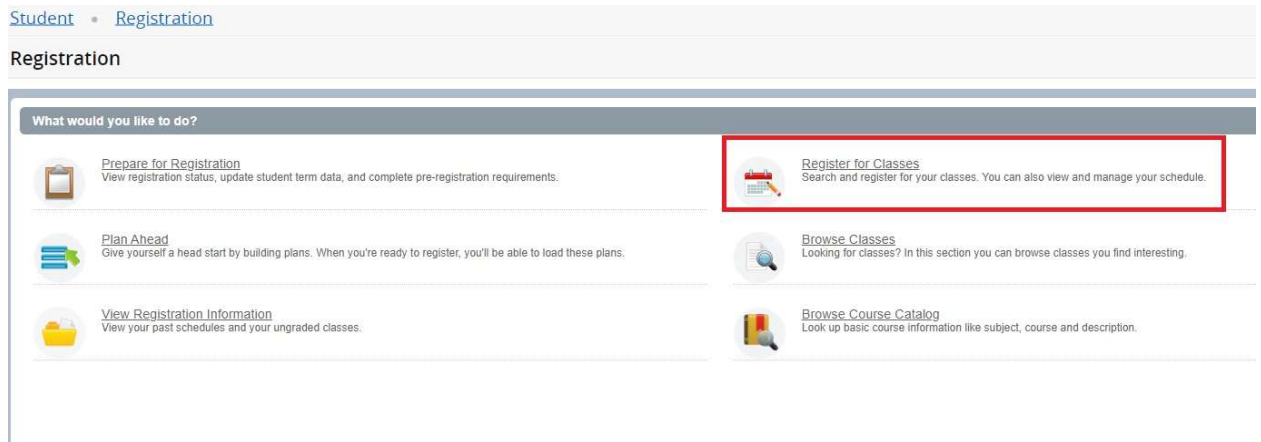 Student • Registration
Registration
What would you like to do?
Prepare for Registration
View registration status, update student term data, and complete pre-registration requirements.
Register for Classes
Search and register for your classes. You can also view and manage your schedule.
Plan Ahead
Give yourself a head start by building plans. When you're ready to register, you'll be able to load these plans.
Browse Classes
Looking for classes? In this section you can browse classes you find interesting.
View Registration Information
View your past schedules and your ungraded classes.
Browse Course Catalog
Look up basic course information like subject, course and description.